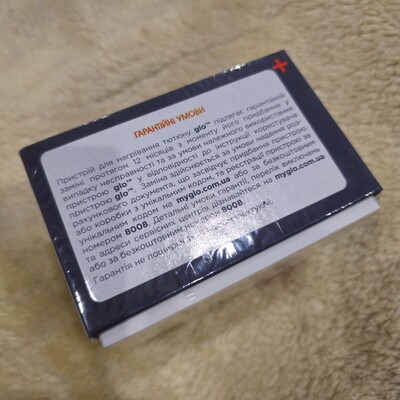 ГАРАНТІЙНІ УМОВИ
Пристрій для нагрівання тютюну glo™ підлягає гарантійній
заміні протягом 12 місяців з моменту його придбання у
випадку несправності та за умови належного використання
пристрою glo™ у відповідності до інструкції користувача
пристрою glo™. Заміна здійснюється за умови надання роз-
рахункового документа, що засвідчує придбання пристрою,
або коробки з унікальним кодом, та реєстрації пристрою за
унікальним кодом на myglo.com.ua або за безкоштовним
номером 8008. Детальні умови гарантії, перелік виключень
та адреси сервісних центрів дізнавайтеся на myglo.com.ua
або за безкоштовним номером 8008.
Гарантія не поширю